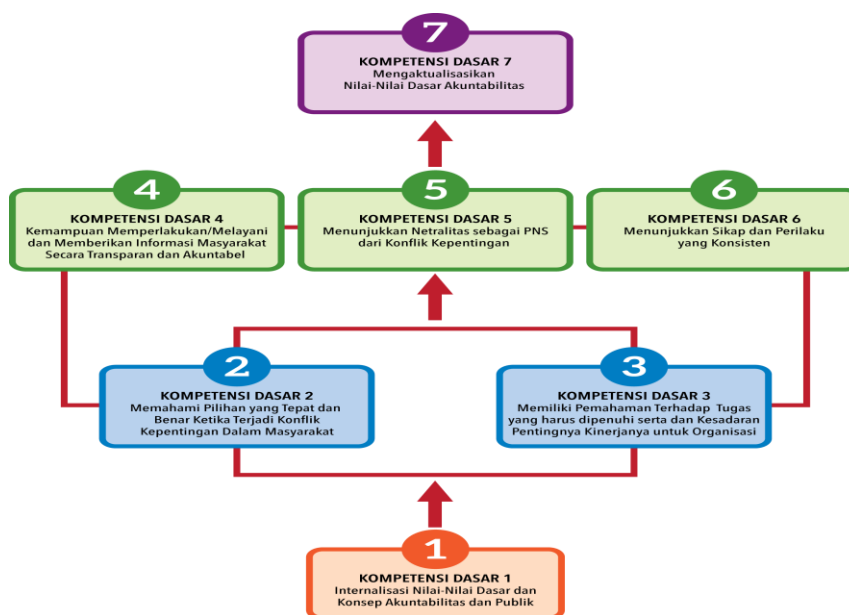 7
KOMPETENSI DASAR 7
Mengaktualisasikan
Nilai-Nilai Dasar Akuntabilitas
4
KOMPETENSI DASAR 4
Kemampuan Memperlakukan/Melayani
dan Memberikan Informasi Masyarakat
Secara Transparan dan Akuntabel
5
KOMPETENSI DASAR 5
Menunjukkan Netralitas sebagai PNS
dari Konflik Kepentingan
6
KOMPETENSI DASAR 6
Menunjukkan Sikap dan Perilaku
yang Konsisten
2
KOMPETENSI DASAR 2
Memahami Pilihan yang Tepat dan
Benar Ketika Terjadi Konflik
Kepentingan Dalam Masyarakat
3
KOMPETENSI DASAR 3
Memiliki Pemahaman Terhadap Tugas
yang harus dipenuhi serta dan Kesadaran
Pentingnya Kinerjanya untuk Organisasi
1
KOMPETENSI DASAR 1
Internalisasi Nilai-Nilai Dasar dan
Konsep Akuntabilitas dan Publik